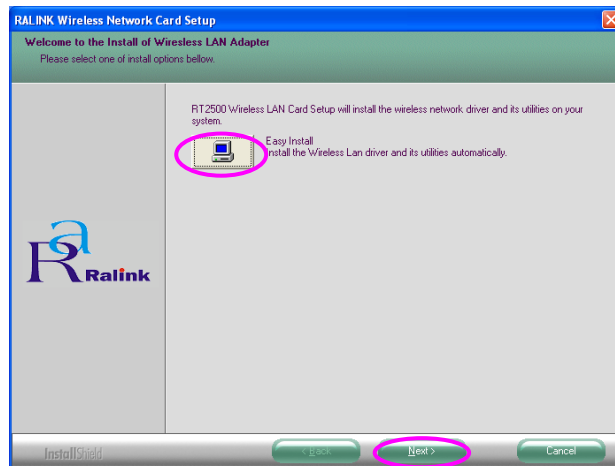 RALINK Wireless Network Card Setup
Welcome to the Install of Wiresless LAN Adapter
Please select one of install options bellow.
RT2500 Wireless LAN Card Setup will install the wireless network driver and its utilities on your
system.
Easy Install
Install the Wireless Lan driver and its utilities automatically.
Ra
Ralink
InstallShield
< Back
Next >
Cancel